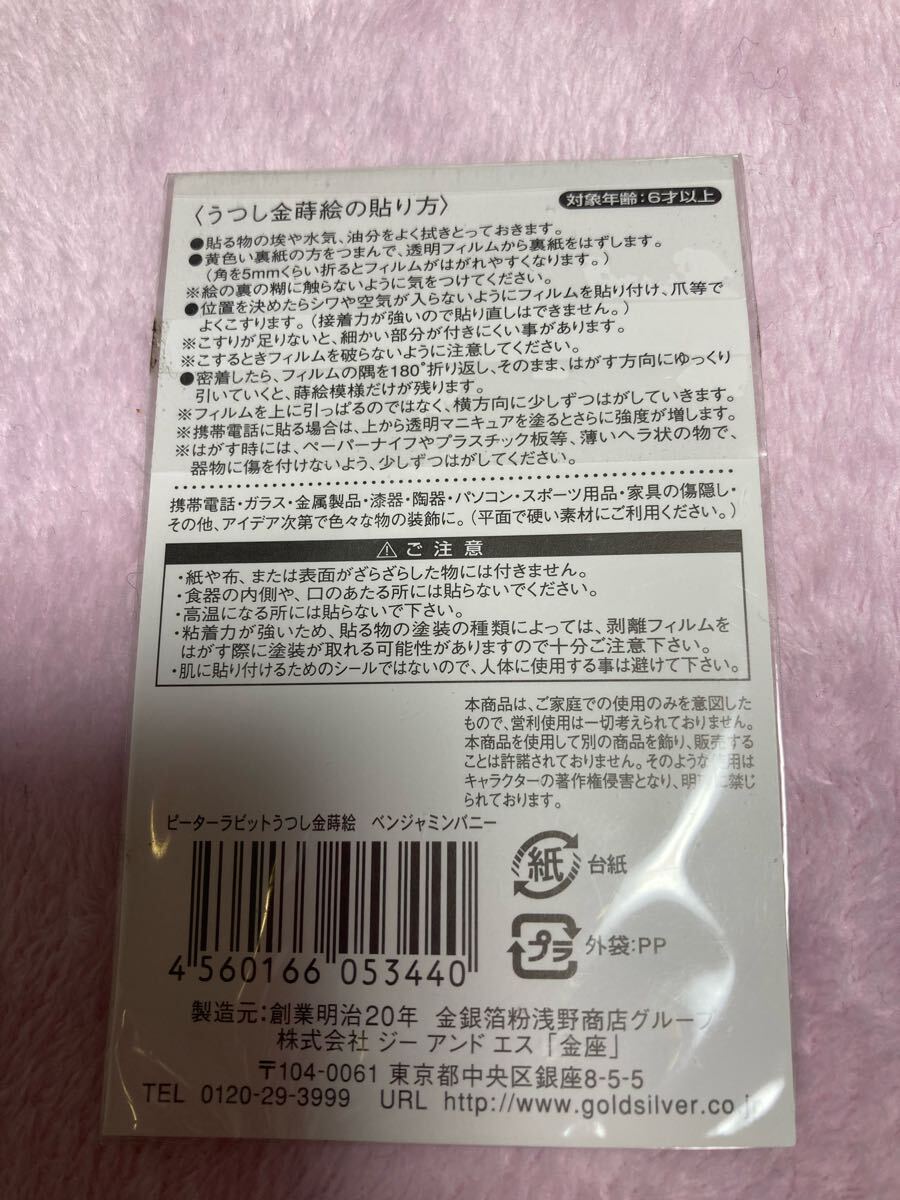 〈うつし金蒔絵の貼り方〉
対象年齢：6才以上
●貼る物の埃や水気、油分をよく拭きとっておきます。
●黄色い裏紙の方をつまんで、透明フィルムから裏紙をはずします。
（角を5mmくらい折るとフィルムがはがれやすくなります。）
※絵の裏の糊に触らないように気をつけてください。
●位置を決めたらシワや空気が入らないようにフィルムを貼り付け、爪等で
よくこすります。（接着力が強いので貼り直しはできません。）
※こすりが足りないと、細かい部分が付きにくい事があります。
※こするときフィルムを破らないように注意してください。
●密着したら、フィルムの隅を180°折り返し、そのまま、はがす方向にゆっくり
引いていくと、蒔絵模様だけが残ります。
※フィルムを上に引っぱるのではなく、横方向に少しずつはがしていきます。
※携帯電話に貼る場合は、上から透明マニキュアを塗るとさらに強度が増します。
※はがす時には、ペーパーナイフやプラスチック板等、薄いヘラ状の物で、
器物に傷を付けないよう、少しずつはがしてください。
携帯電話・ガラス・金属製品・漆器・陶器・パソコン・スポーツ用品・家具の傷隠し・
その他、アイデア次第で色々な物の装飾に。（平面で硬い素材にご利用ください。）
⚠ご注意
・紙や布、または表面がざらざらした物には付きません。
・食器の内側や、口のあたる所には貼らないでください。
・高温になる所には貼らないで下さい。
・粘着力が強いため、貼る物の塗装の種類によっては、剥離フィルムを
はがす際に塗装が取れる可能性がありますので十分ご注意下さい。
・肌に貼り付けるためのシールではないので、人体に使用する事は避けて下さい。
本商品は、ご家庭での使用のみを意図した
もので、営利使用は一切考えられておりません。
本商品を使用して別の商品を飾り、販売する
ことは許諾されておりません。そのような使用は
キャラクターの著作権侵害となり、明確に禁じ
られております。
ピーターラビットうつし金蒔絵 ベンジャミンバニー
紙 台紙
プラ 外袋:PP
4 560166 053440
製造元：創業明治20年 金銀箔粉浅野商店グループ
株式会社 ジー アンド エス「金座」
〒104-0061 東京都中央区銀座8-5-5
TEL 0120-29-3999 URL http://www.goldsilver.co.jp